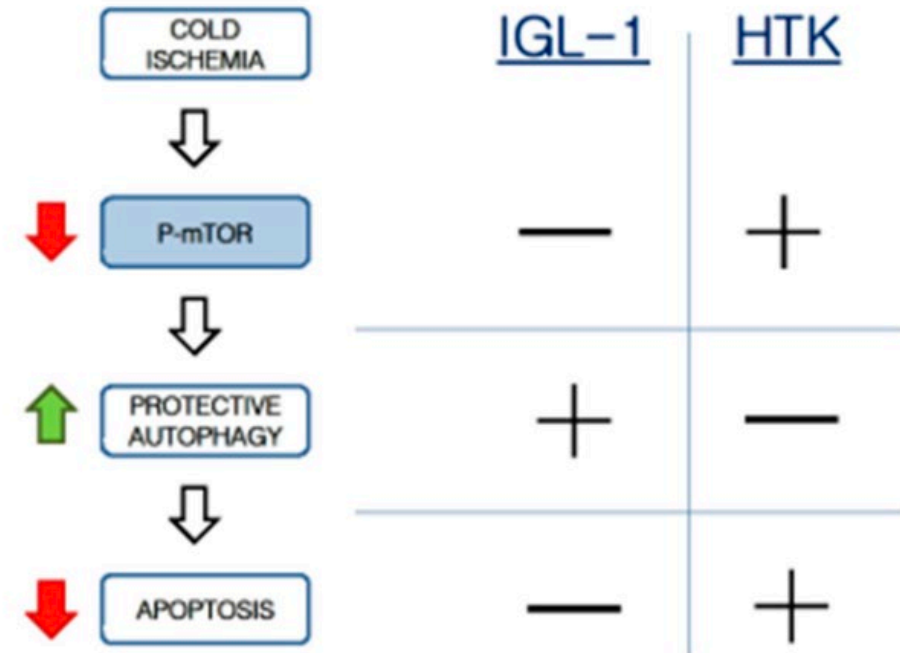 COLD
ISCHEMIA
IGL-1
HTK
P-mTOR
— +
PROTECTIVE
AUTOPHAGY
+ —
APOPTOSIS
— +